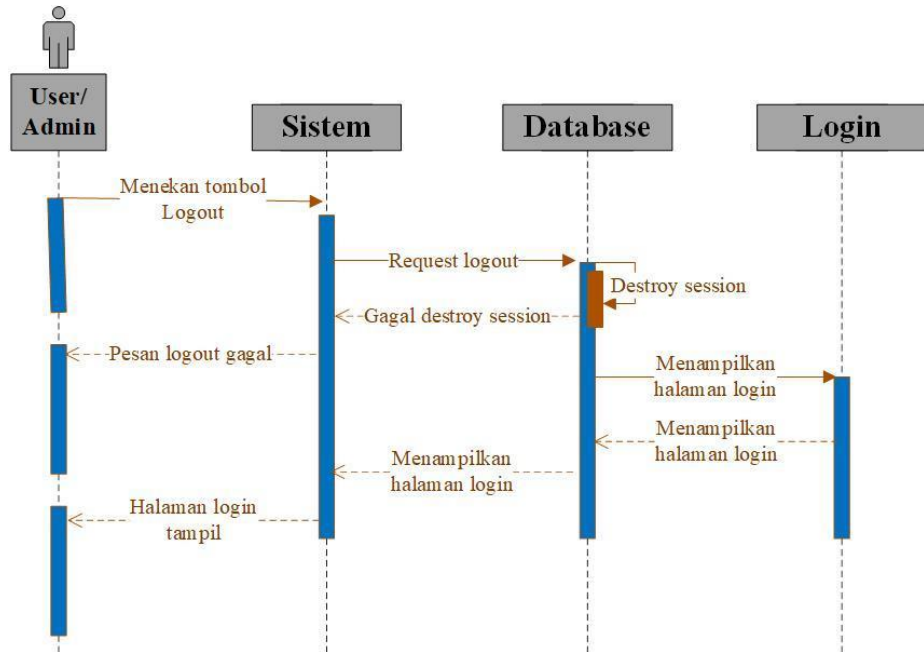 User/
Admin
Sistem
Database
Login
Menekan tombol
Logout
Request logout
Destroy session
Gagal destroy session
Pesan logout gagal
Menampilkan
halaman login
Menampilkan
halaman login
Menampilkan
halaman login
Halaman login
tampil